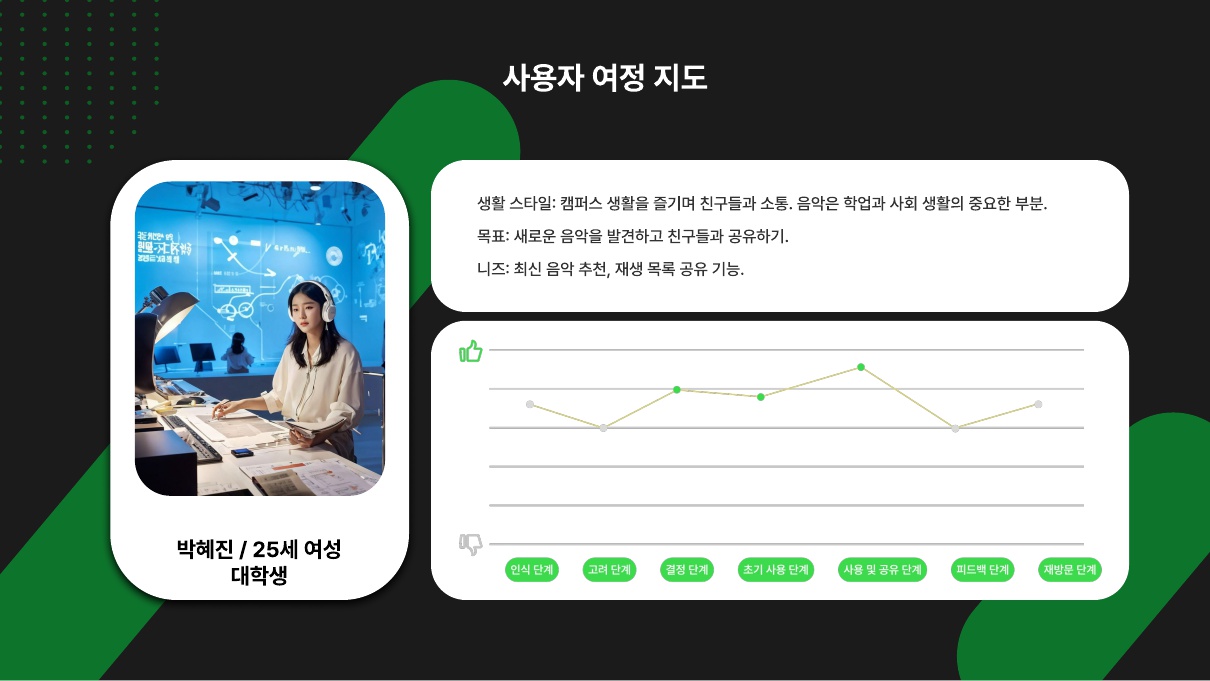 사용자 여정 지도
생활 스타일: 캠퍼스 생활을 즐기며 친구들과 소통. 음악은 학업과 사회 생활의 중요한 부분.
목표: 새로운 음악을 발견하고 친구들과 공유하기.
니즈: 최신 음악 추천, 재생 목록 공유 기능.
박혜진 / 25세 여성
대학생
인식 단계
고려 단계
결정 단계
초기 사용 단계
사용 및 공유 단계
피드백 단계
재방문 단계